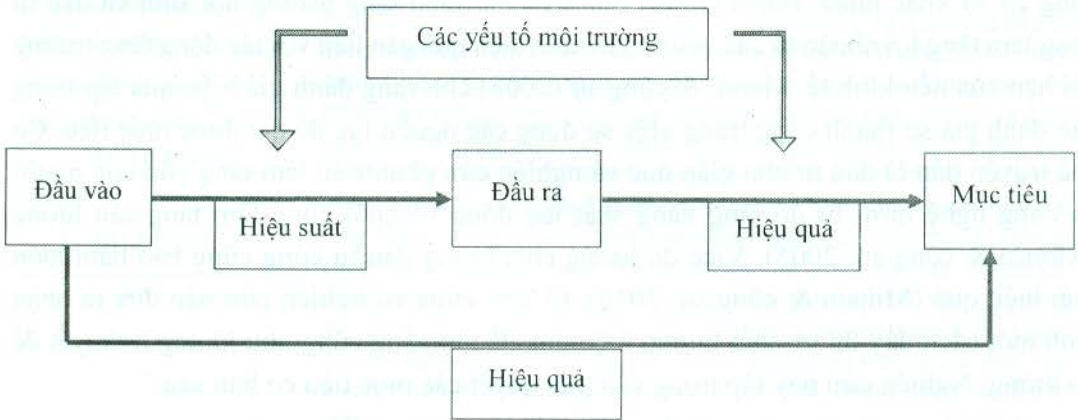 Các yếu tố môi trường
Đầu vào
Hiệu suất
Đầu ra
Hiệu quả
Mục tiêu
Hiệu quả